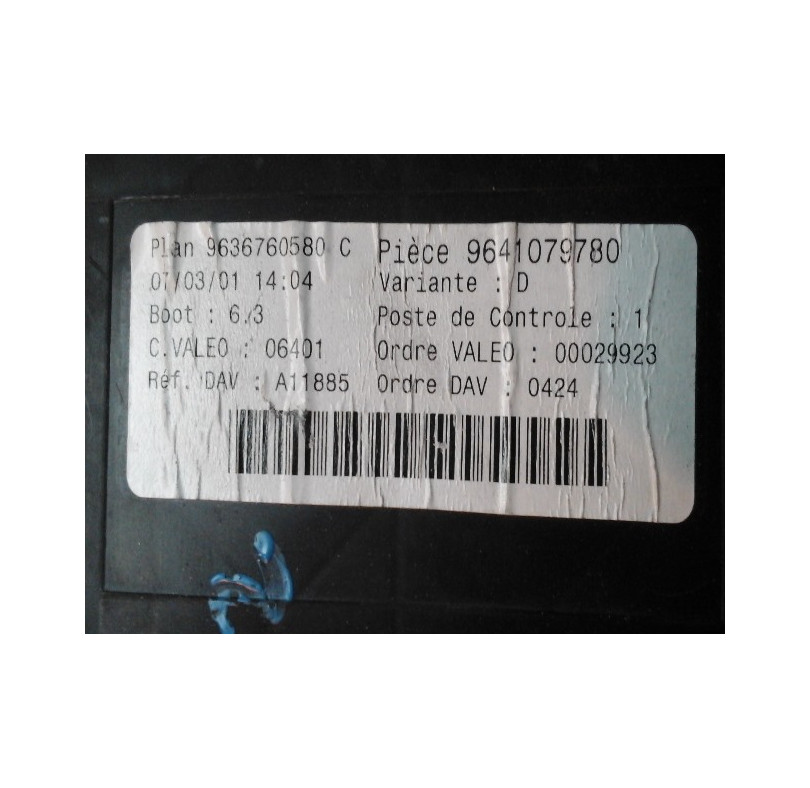 Plan 9636760580 C Pièce 9641079780
07/03/01 14:04 Variante : D
Boot : 6.3 Poste de Controle : 1
C.VALEO : 06401 Ordre VALEO : 00029923
Réf. DAV : A11885 Ordre DAV : 0424